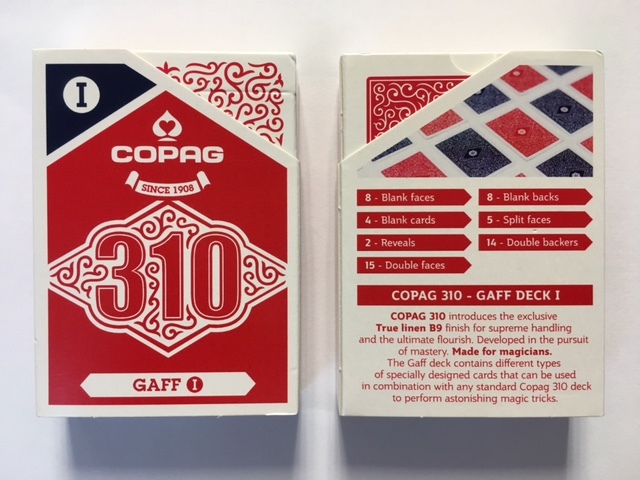 I
COPAG
SINCE 1908
310
GAFF I
8 - Blank faces
8 - Blank backs
4 - Blank cards
5 - Split faces
2 - Reveals
14 - Double backers
15 - Double faces
COPAG 310 - GAFF DECK I
COPAG 310 introduces the exclusive
True linen B9 finish for supreme handling
and the ultimate flourish. Developed in the pursuit
of mastery. Made for magicians.
The Gaff deck contains different types
of specially designed cards that can be used
in combination with any standard Copag 310 deck
to perform astonishing magic tricks.